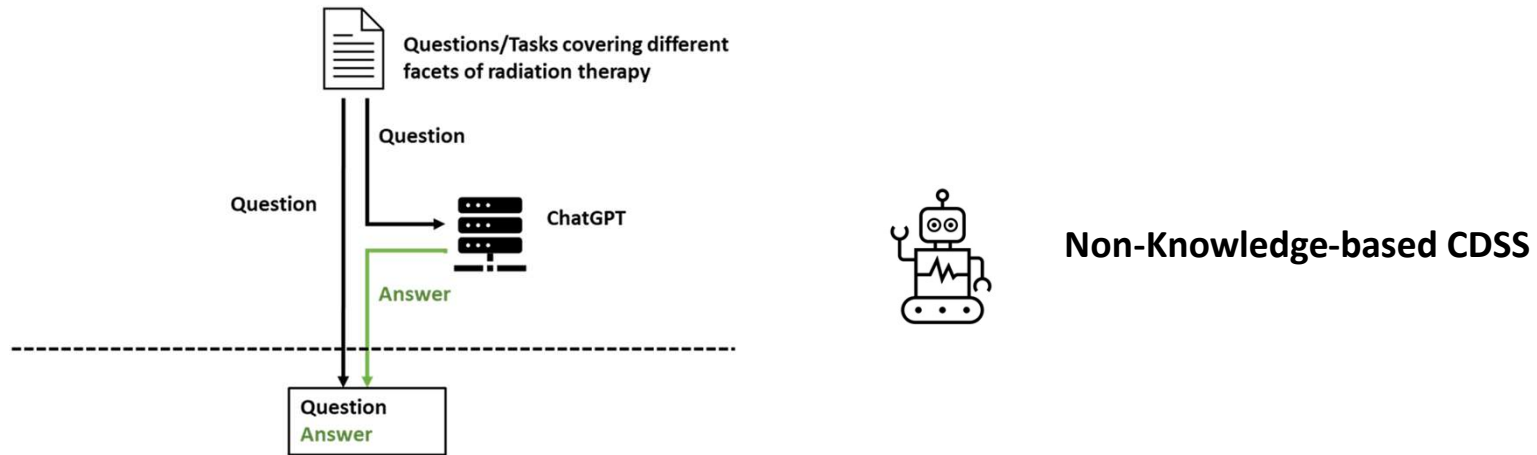 Questions/Tasks covering different
facets of radiation therapy
Question
Question
ChatGPT
Answer
Question
Answer
Non-Knowledge-based CDSS